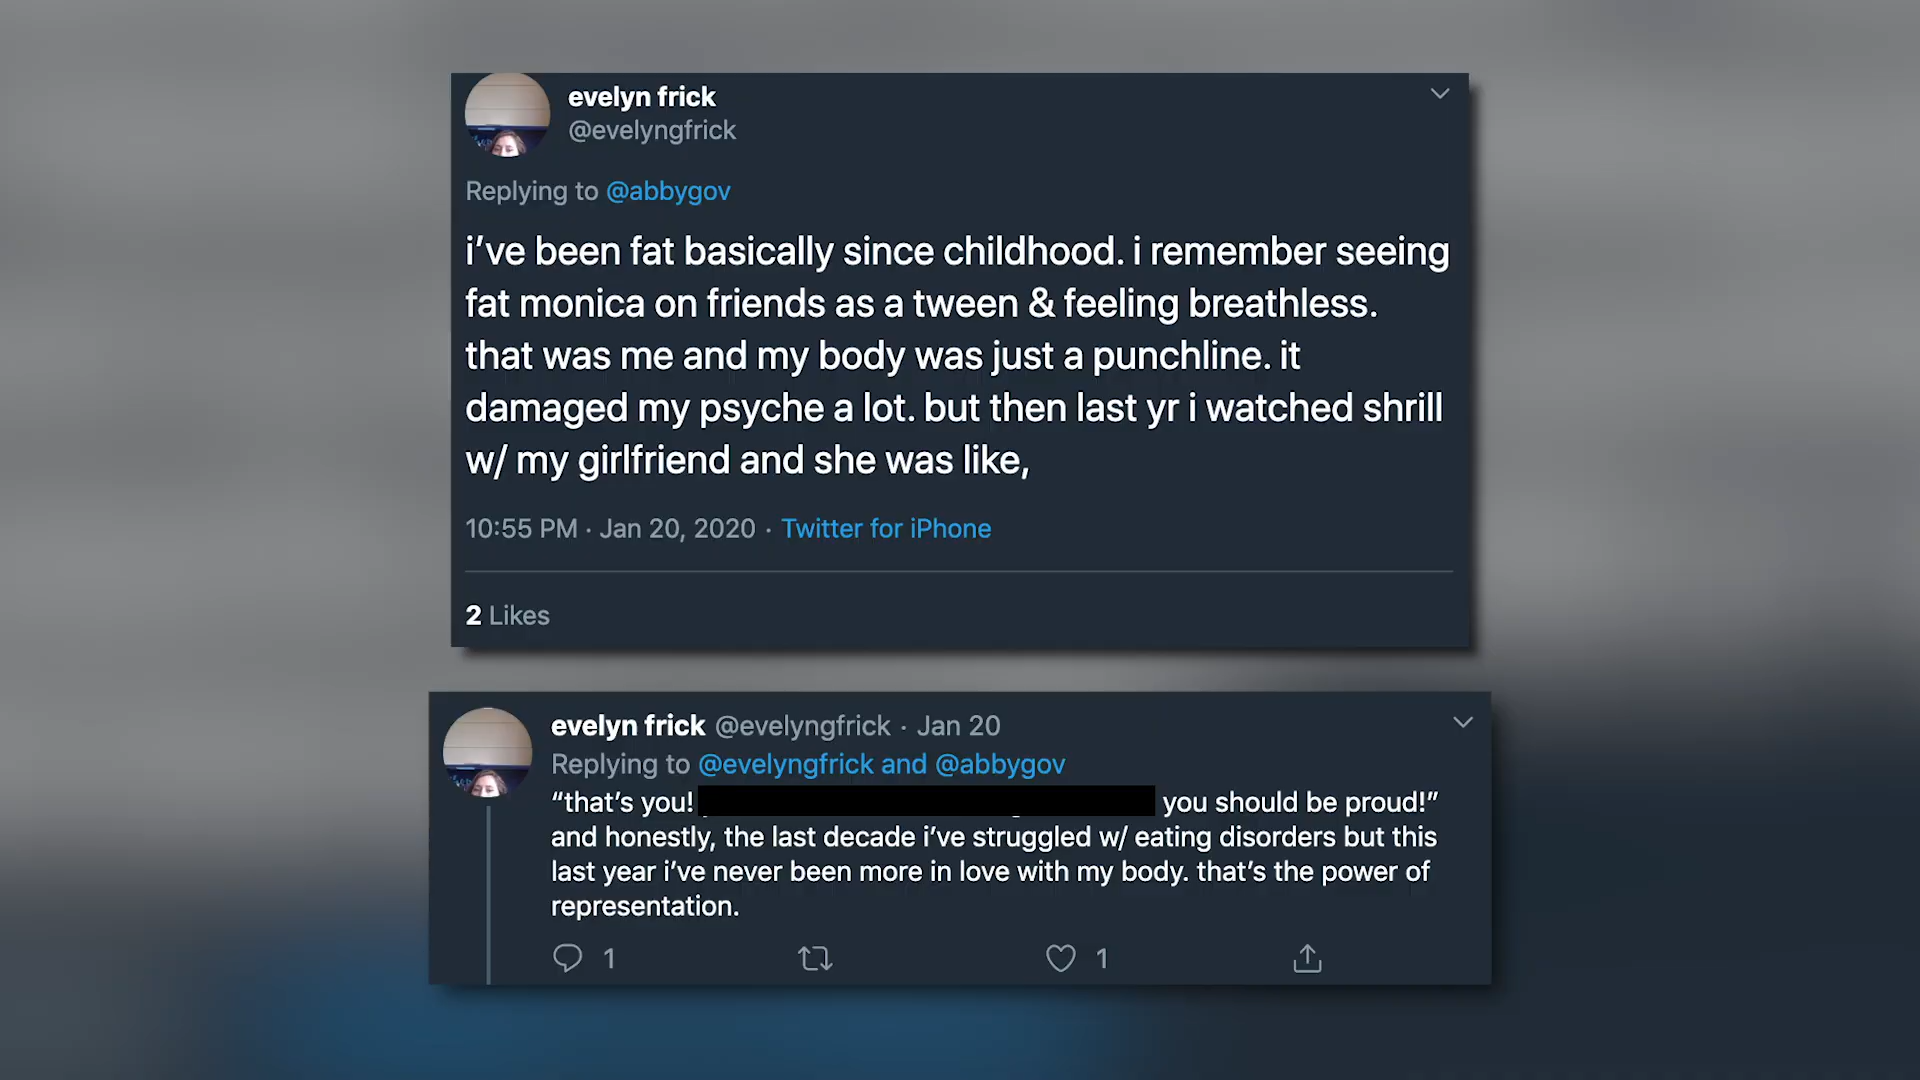 evelyn frick
@evelyngfrick
Replying to @abbygov
i’ve been fat basically since childhood. i remember seeing
fat monica on friends as a tween & feeling breathless.
that was me and my body was just a punchline. it
damaged my psyche a lot. but then last yr i watched shrill
w/ my girlfriend and she was like,
10:55 PM · Jan 20, 2020 · Twitter for iPhone
2 Likes
evelyn frick @evelyngfrick · Jan 20
Replying to @evelyngfrick and @abbygov
“that’s you! you should be proud!”
and honestly, the last decade i’ve struggled w/ eating disorders but this
last year i’ve never been more in love with my body. that’s the power of
representation.
1 1